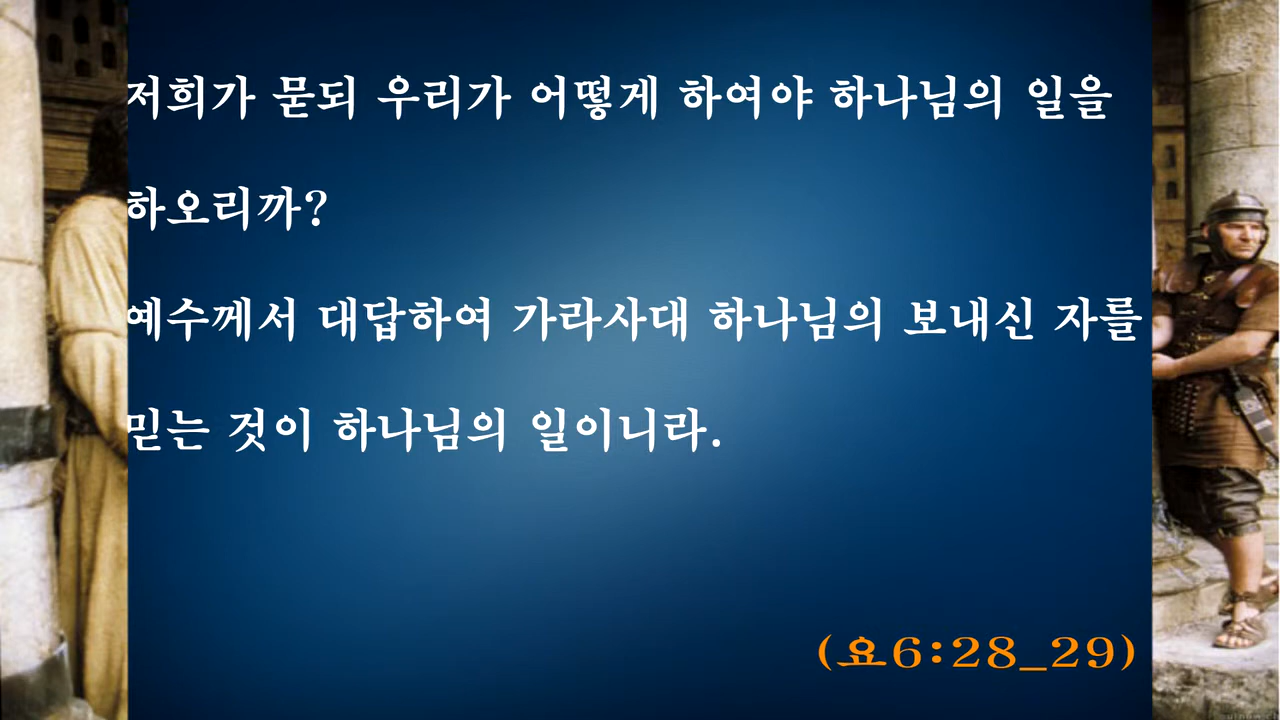 저희가 묻되 우리가 어떻게 하여야 하나님의 일을
하오리까?
예수께서 대답하여 가라사대 하나님의 보내신 자를
믿는 것이 하나님의 일이니라.
(요6:28_29)